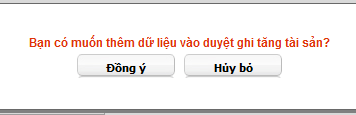 Bạn có muốn thêm dữ liệu vào duyệt ghi tăng tài sản?
Đồng ý Hủy bỏ